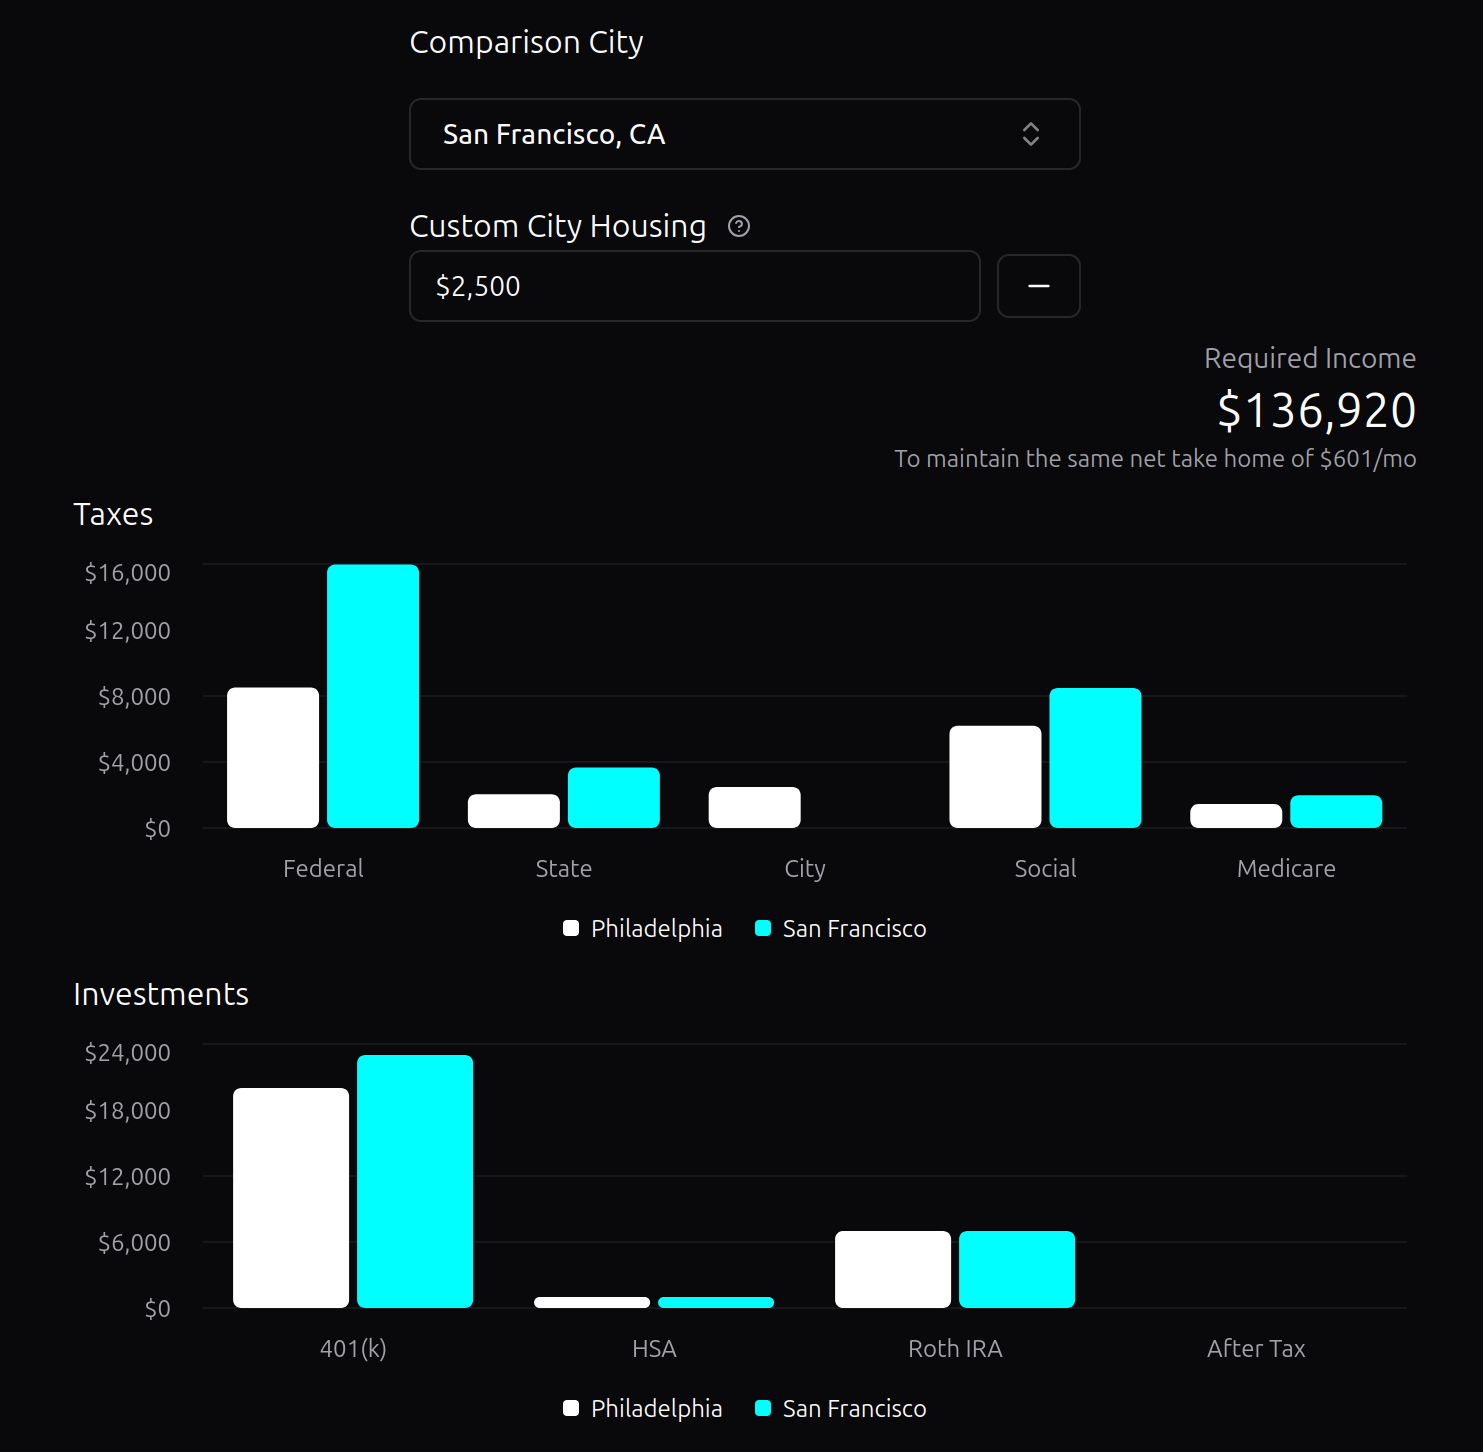 Comparison City
San Francisco, CA
Custom City Housing
$2,500
Required Income
$136,920
To maintain the same net take home of $601/mo
Taxes
$16,000
$12,000
$8,000
$4,000
$0
Federal State City Social Medicare
Philadelphia San Francisco
Investments
$24,000
$18,000
$12,000
$6,000
$0
401(k) HSA Roth IRA After Tax
Philadelphia San Francisco